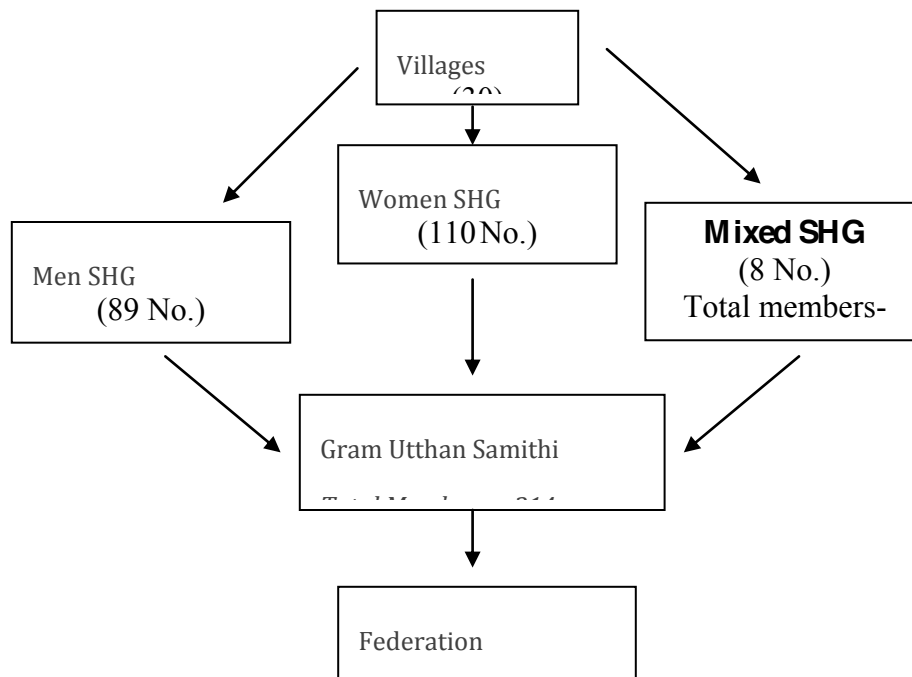 Villages
Women SHG
(110 No.)
Mixed SHG
(8 No.)
Total members-
Men SHG
(89 No.)
Gram Utthan Samithi
Federation